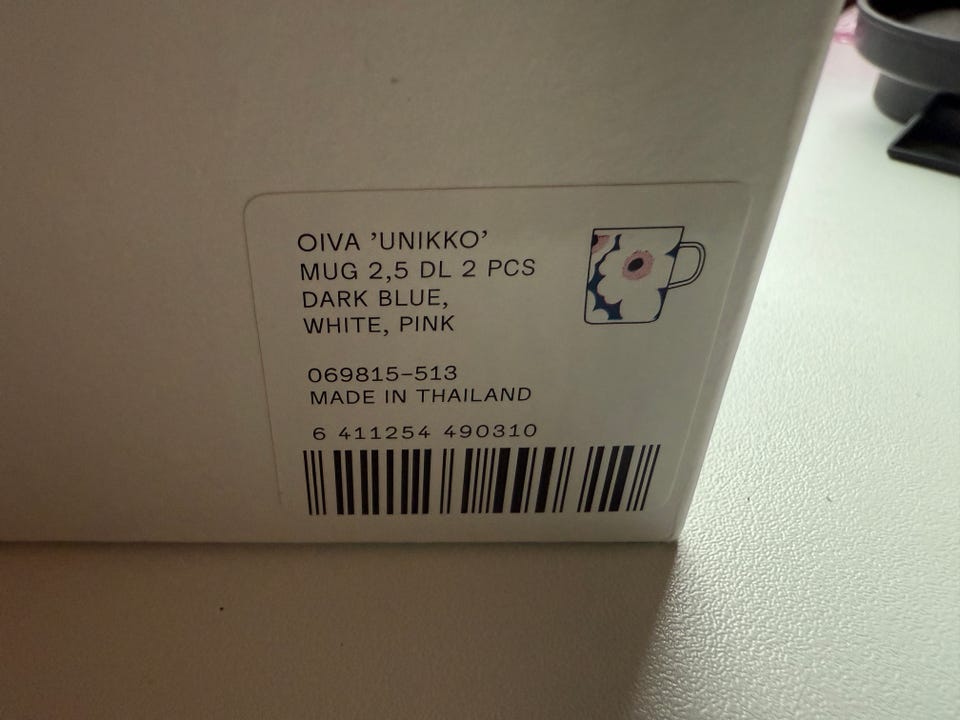 OIVA ’UNIKKO’
MUG 2,5 DL 2 PCS
DARK BLUE,
WHITE, PINK
069815–513
MADE IN THAILAND
6 411254 490310